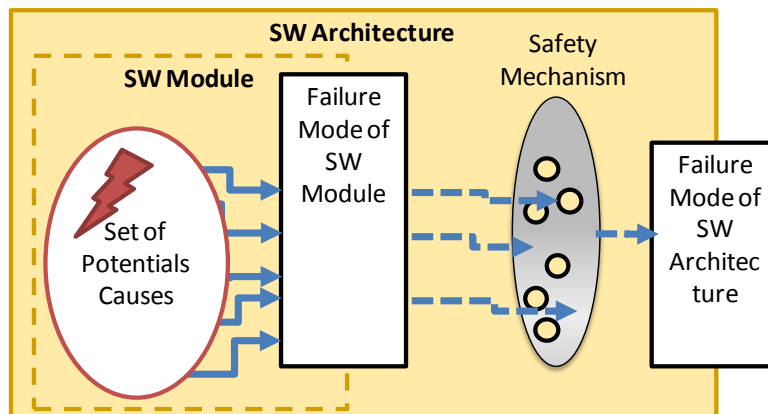 SW Architecture
SW Module
Safety
Mechanism
Failure
Mode of
SW
Module
Set of
Potentials
Causes
Failure
Mode of
SW
Architec
ture